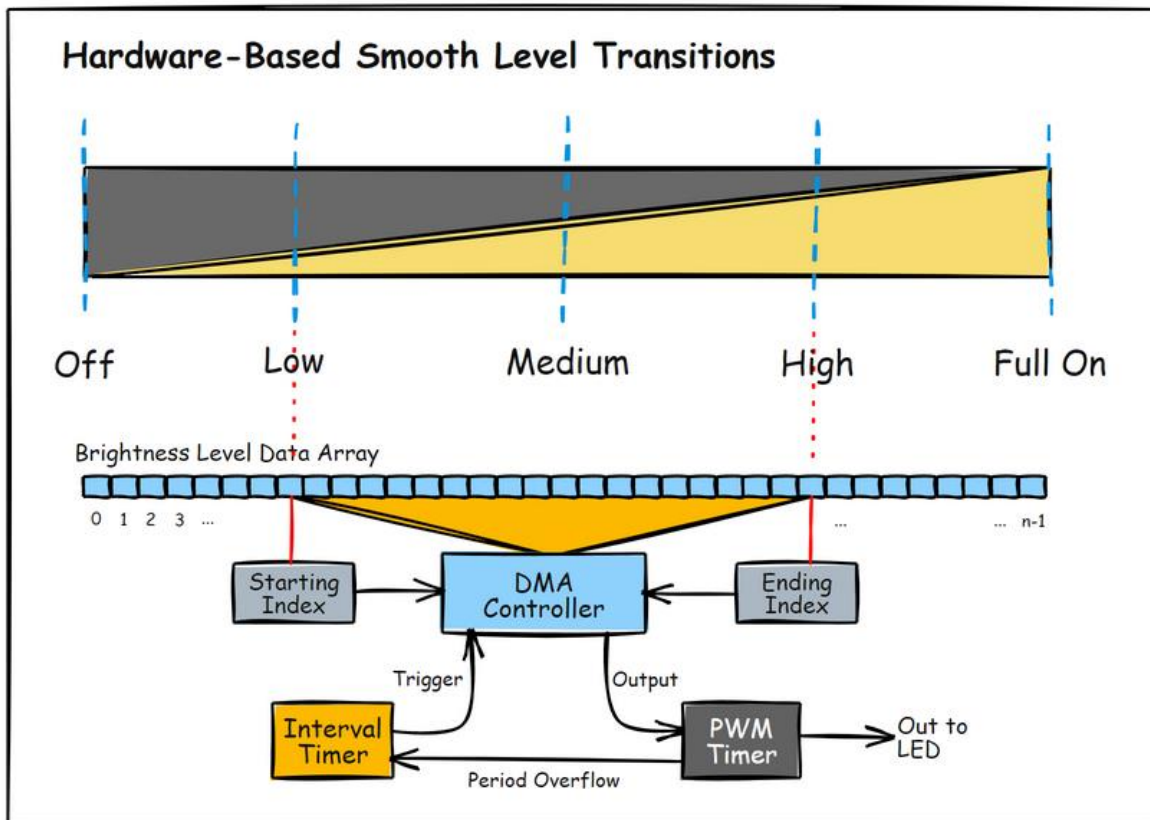 Hardware-Based Smooth Level Transitions
Off
Low
Medium
High
Full On
Brightness Level Data Array
0 1 2 3 ... ... ... n-1
Starting
Index
DMA
Controller
Ending
Index
Trigger
Output
Interval
Timer
PWM
Timer
Out to
LED
Period Overflow